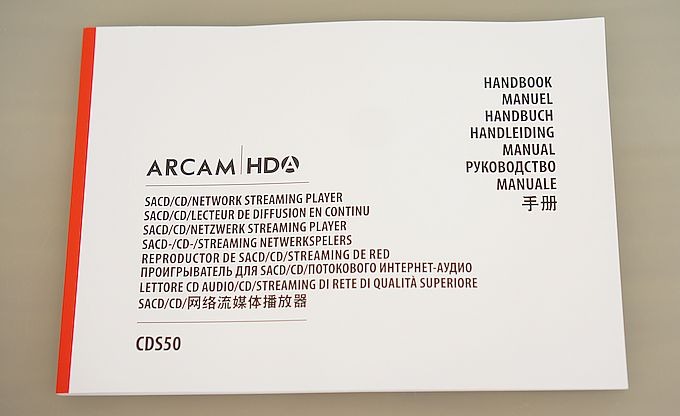 HANDBOOK
MANUEL
HANDBUCH
HANDLEIDING
MANUAL
РУКОВОДСТВО
MANUALE
手册
ARCAM HDA
SACD/CD/NETWORK STREAMING PLAYER
SACD/CD/LECTEUR DE DIFFUSION EN CONTINU
SACD/CD/NETZWERK STREAMING PLAYER
SACD-/CD-/STREAMING NETWERKSPELERS
REPRODUCTOR DE SACD/CD/STREAMING DE RED
ПРОИГРЫВАТЕЛЬ ДЛЯ SACD/CD/ПОТОКОВОГО ИНТЕРНЕТ-АУДИО
LETTORE CD AUDIO/CD/STREAMING DI RETE DI QUALITÀ SUPERIORE
SACD/CD/网络流媒体播放器
CDS50